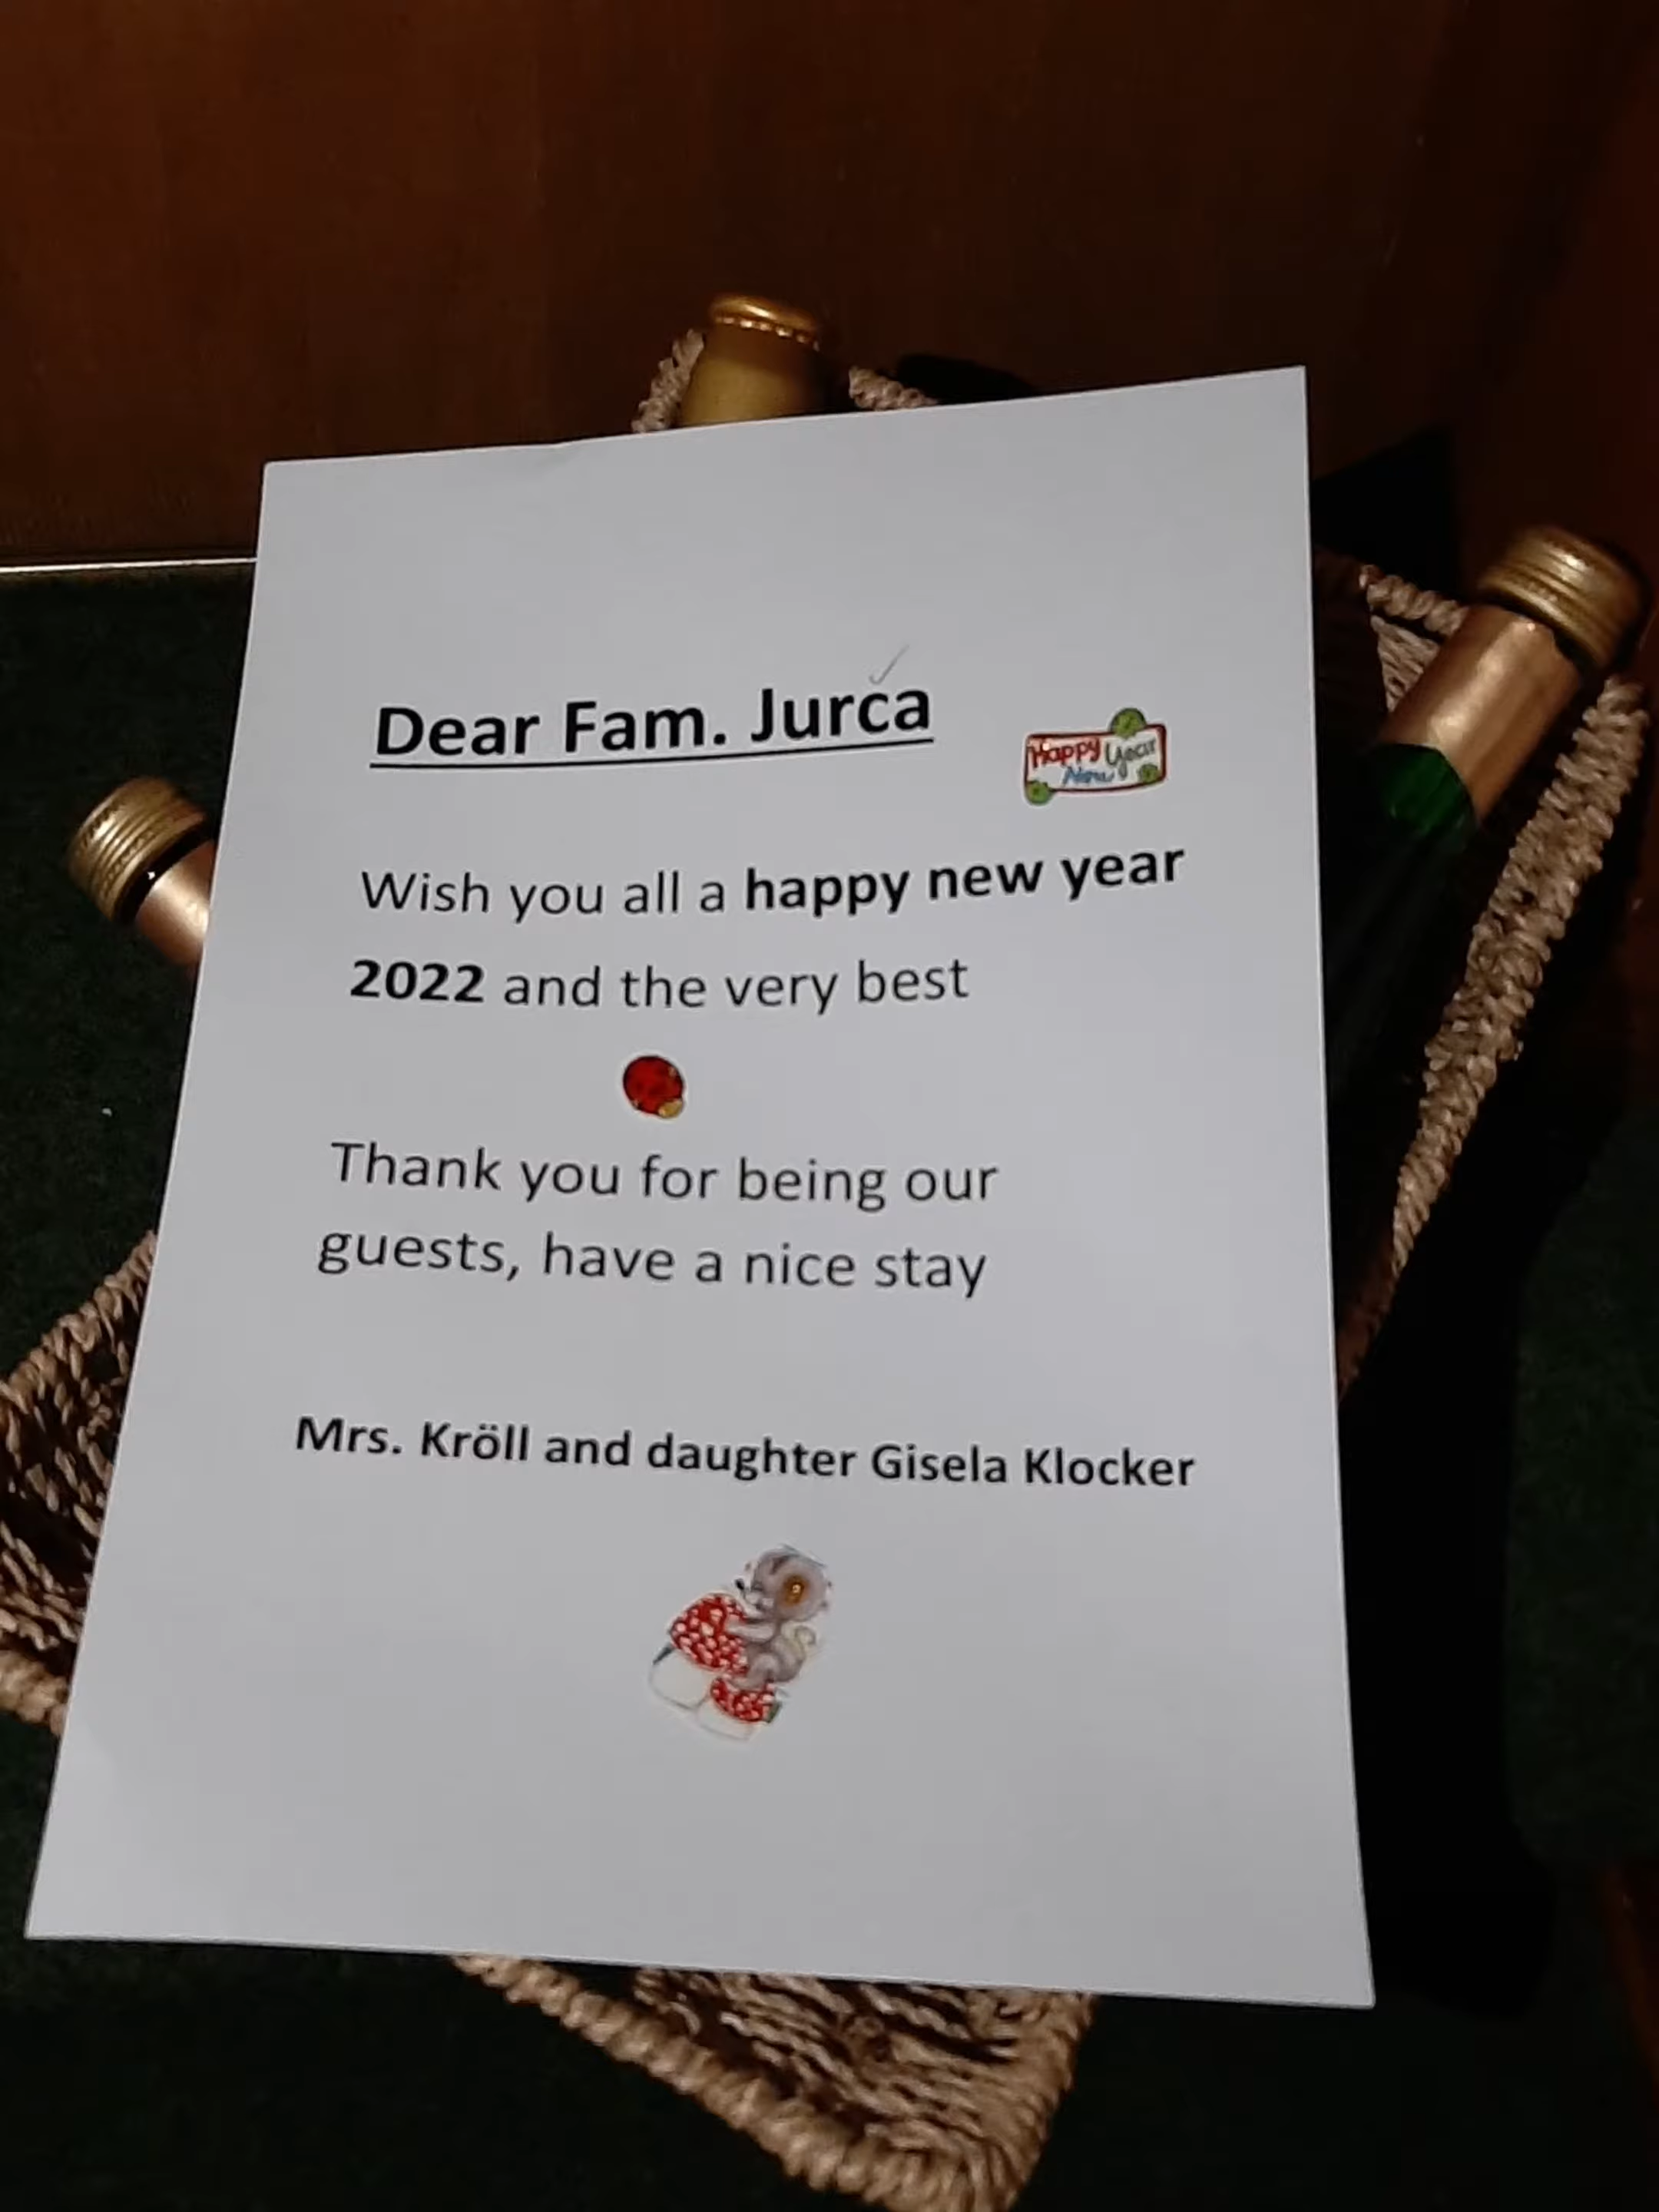 Dear Fam. Jurca
Happy New Year
Wish you all a happy new year
2022 and the very best
Thank you for being our
guests, have a nice stay
Mrs. Kröll and daughter Gisela Klocker